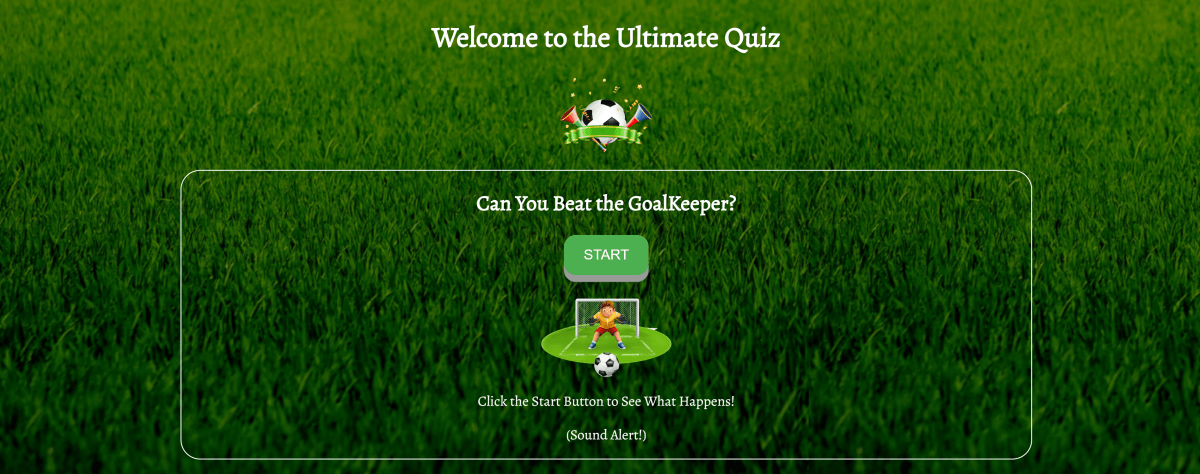 Welcome to the Ultimate Quiz
Can You Beat the GoalKeeper?
START
Click the Start Button to See What Happens!
(Sound Alert!)